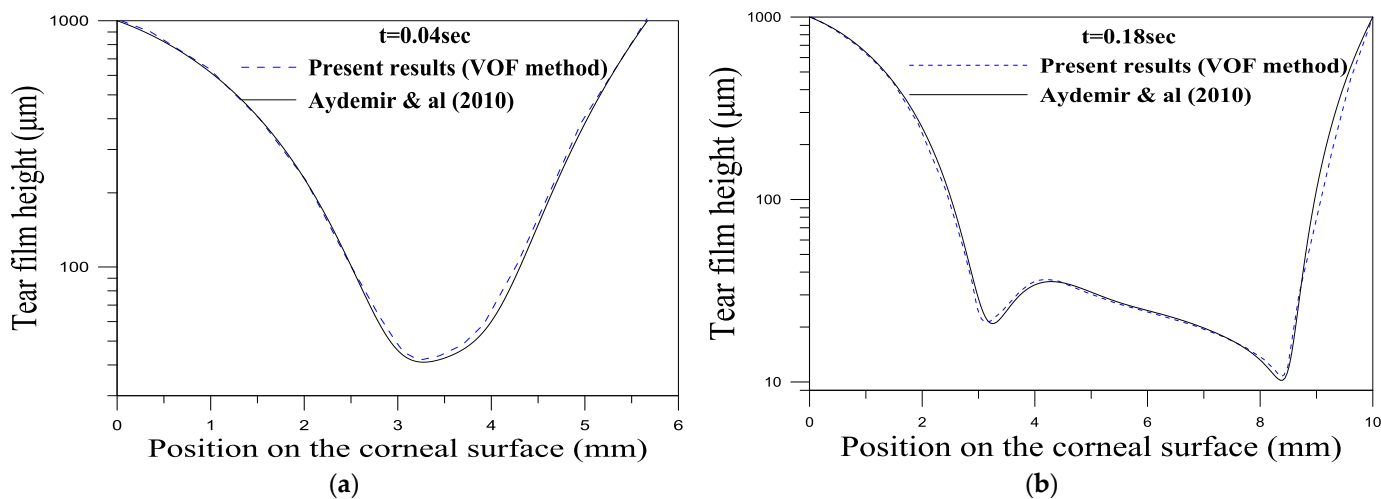 1000
100
Tear film height (μm)
t=0.04sec
Present results (VOF method)
Aydemir & al (2010)
0 1 2 3 4 5 6
Position on the corneal surface (mm)
(a)
1000
100
10
Tear film height (μm)
t=0.18sec
Present results (VOF method)
Aydemir & al (2010)
0 2 4 6 8 10
Position on the corneal surface (mm)
(b)